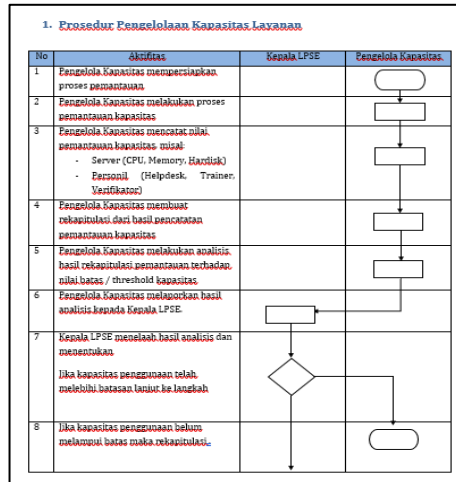 1. Prosedur Pengelolaan Kapasitas Layanan
No Aktifitas Kepala LPSE Pengelola Kapasitas
1 Pengelola Kapasitas mempersiapkan
proses pemantauan
2 Pengelola Kapasitas melakukan proses
pemantauan kapasitas
3 Pengelola Kapasitas mencatat nilai
pemantauan kapasitas, misal:
- Server (CPU, Memory, Hardisk)
- Personil (Helpdesk, Trainer,
Verifikator)
4 Pengelola Kapasitas membuat
rekapitulasi dari hasil pencatatan
pemantauan kapasitas
5 Pengelola Kapasitas melakukan analisis
hasil rekapitulasi pemantauan terhadap
nilai batas / threshold kapasitas
6 Pengelola Kapasitas melaporkan hasil
analisis kepada Kepala LPSE.
7 Kepala LPSE menelaah hasil analisis dan
menentukan
Jika kapasitas penggunaan telah
melebihi batasan lanjut ke langkah
8 Jika kapasitas penggunaan belum
melampui batas maka rekapitulasi..